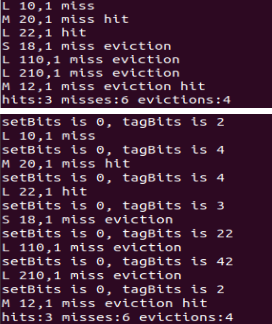 L 10,1 miss
M 20,1 miss hit
L 22,1 hit
S 18,1 miss eviction
L 110,1 miss eviction
L 210,1 miss eviction
M 12,1 miss eviction hit
hits:3 misses:6 evictions:4
setBits is 0, tagBits is 2
L 10,1 miss
setBits is 0, tagBits is 4
M 20,1 miss hit
setBits is 0, tagBits is 4
L 22,1 hit
setBits is 0, tagBits is 3
S 18,1 miss eviction
setBits is 0, tagBits is 22
L 110,1 miss eviction
setBits is 0, tagBits is 42
L 210,1 miss eviction
setBits is 0, tagBits is 2
M 12,1 miss eviction hit
hits:3 misses:6 evictions:4